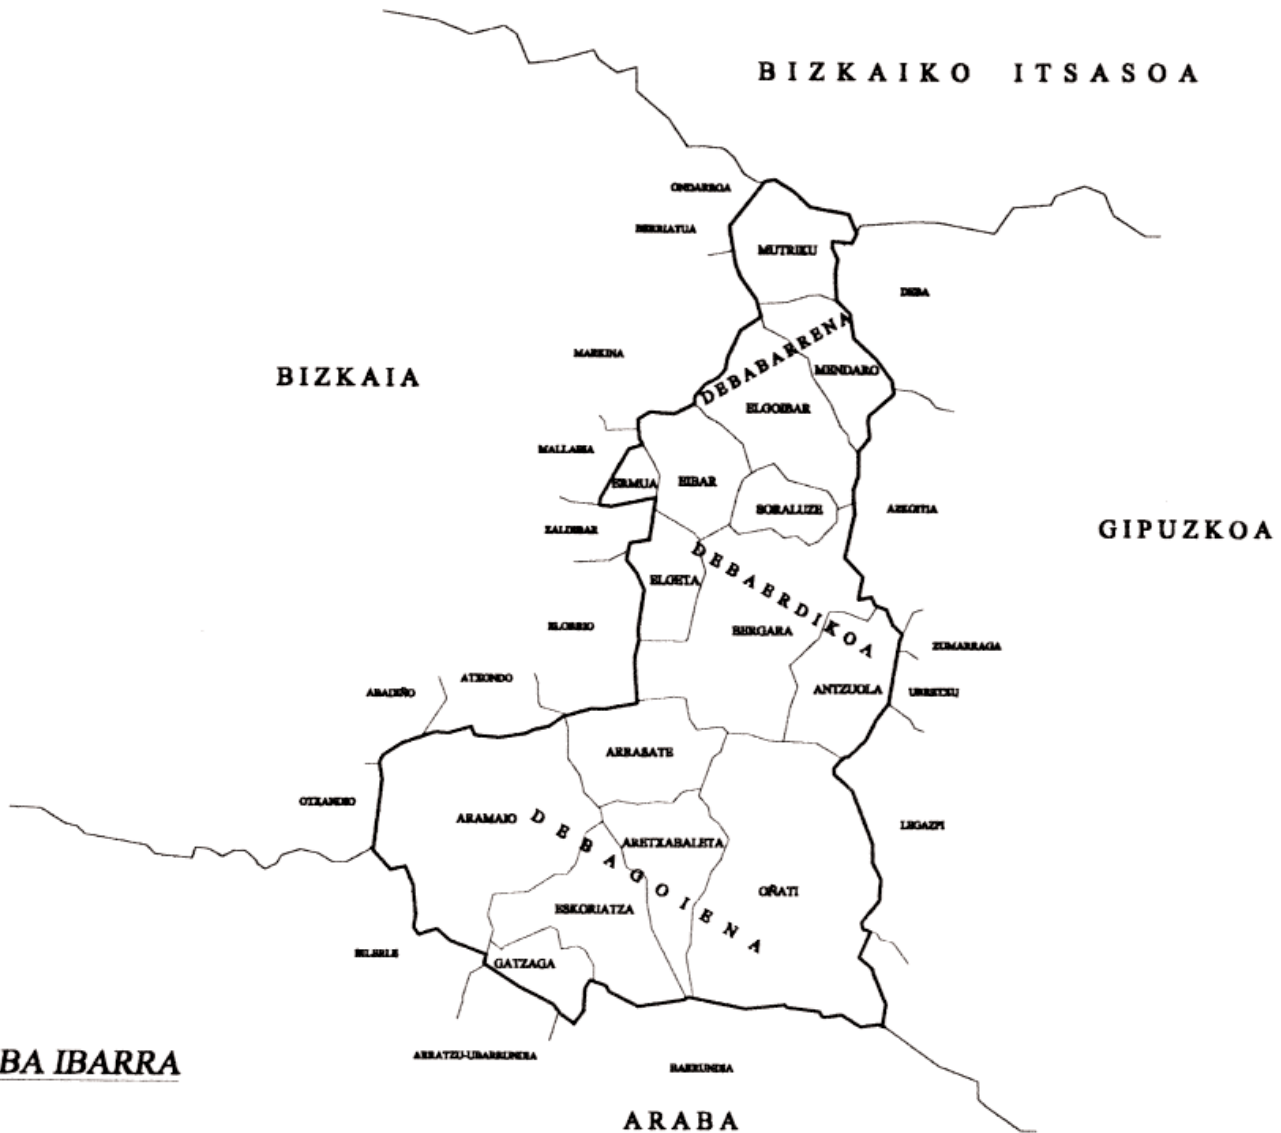 BIZKAIKO ITSASOA
ONDARROA
BERRIATUA
MUTRIKU
DEBA
MARKINA
BIZKAIA
DEBABARRENA
MENDARO
ELGOIBAR
MALLABIA
ERMUA
EIBAR
SORALUZE
AZKOITIA
ZALDIBAR
GIPUZKOA
DEBAERDIKOA
ELGETA
ELORRIO
BERGARA
ZUMARRAGA
ABADIÑO
ATXONDO
ANTZUOLA
URRETXU
ARRASATE
OTXANDIO
ARAMAIO
DEBAGOIENA
ARETXABALETA
LEGAZPI
OÑATI
ESKORIATZA
GATZAGA
BA IBARRA
ARRATZU-UBARRUNDIA
BARRUNDIA
ARABA